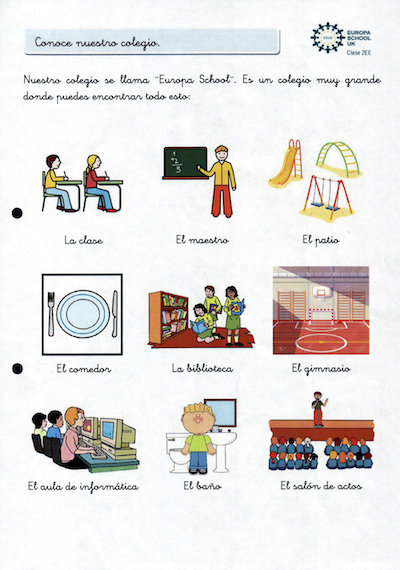 Conoce nuestro colegio.
EUROPA
SCHOOL
UK
Clase 2EE
Nuestro colegio se llama "Europa School". Es un colegio muy grande
donde puedes encontrar todo esto:
La clase
El maestro
El patio
El comedor
La biblioteca
El gimnasio
El aula de informática
El baño
El salón de actos